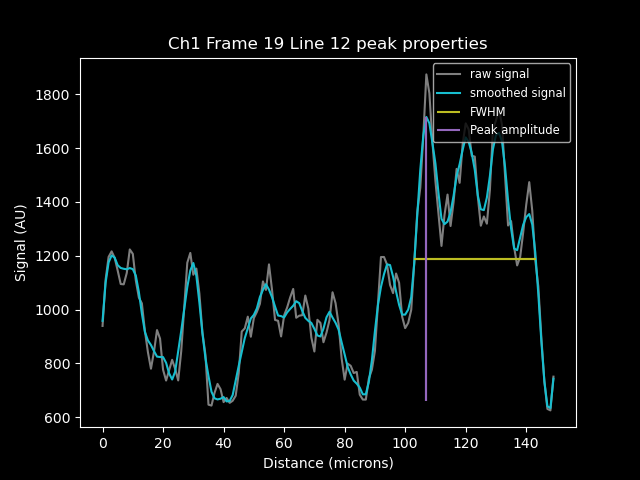 Ch1 Frame 19 Line 12 peak properties
raw signal
smoothed signal
FWHM
Peak amplitude
Signal (AU)
1800
1600
1400
1200
1000
800
600
0 20 40 60 80 100 120 140
Distance (microns)